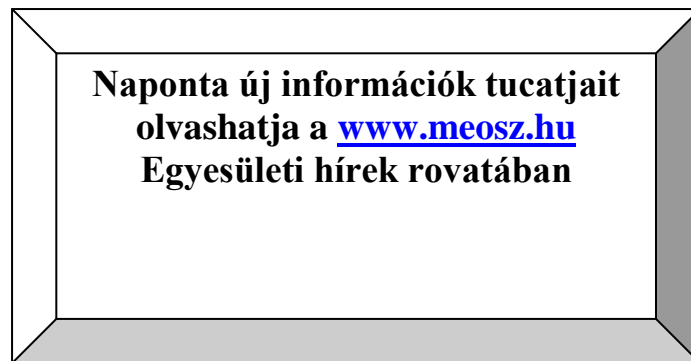 Naponta új információk tucatjait
olvashatja a www.meosz.hu
Egyesületi hírek rovatában